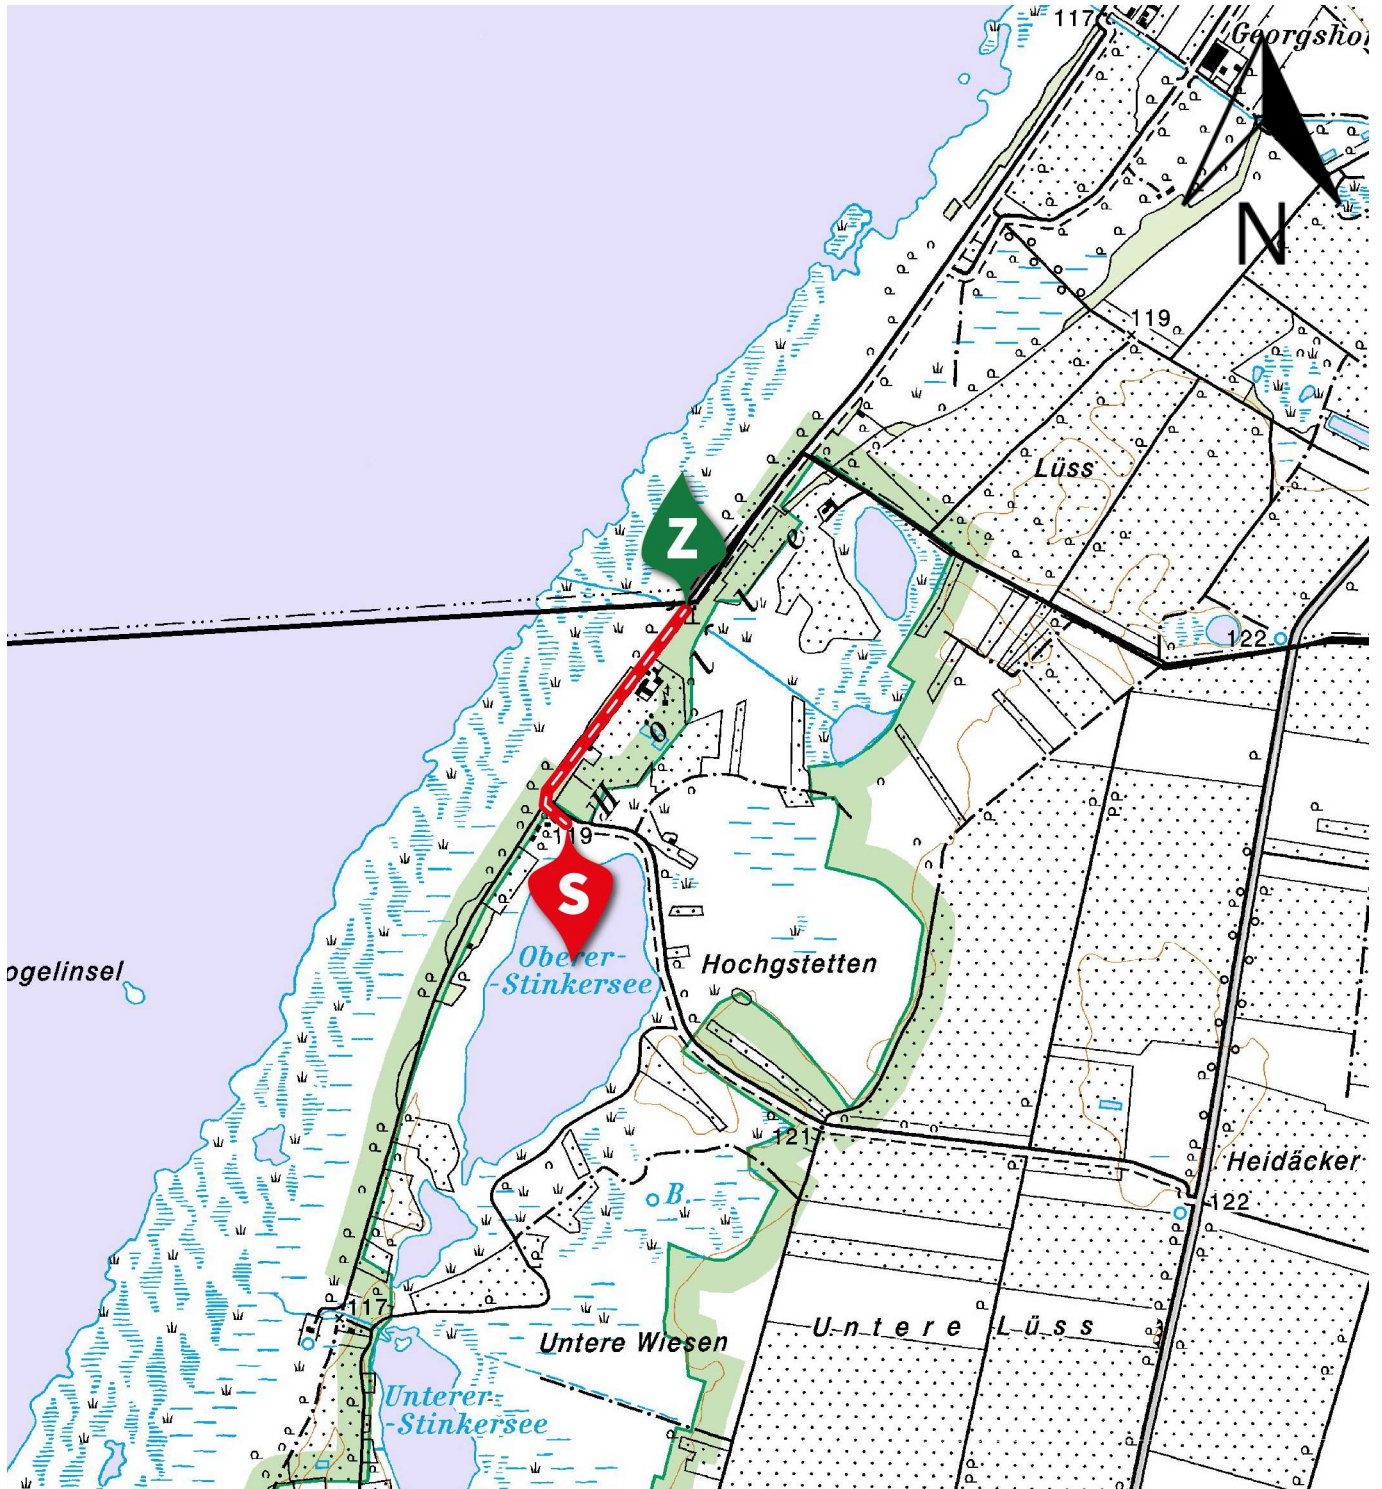 117
Georgshof
N
119
Lüss
Z
122
Hölle
119
S
Oberer-
-Stinkersee
Hochgstetten
ogelinsel
121
Heidäcker
B.
122
117
Untere Lüss
Untere Wiesen
Unterer-
-Stinkersee